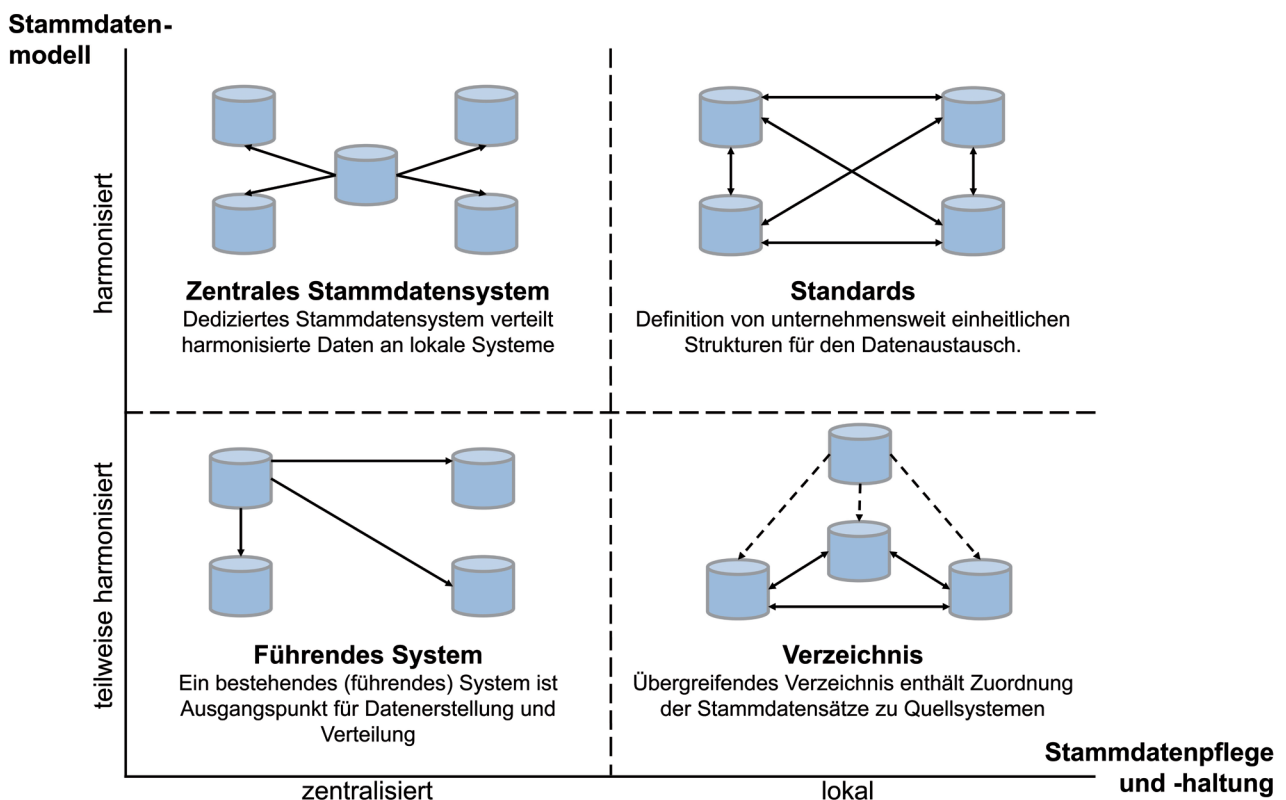 Stammdaten-
modell
harmonisiert
Zentrales Stammdatensystem
Dediziertes Stammdatensystem verteilt
harmonisierte Daten an lokale Systeme
Standards
Definition von unternehmensweit einheitlichen
Strukturen für den Datenaustausch.
teilweise harmonisiert
Führendes System
Ein bestehendes (führendes) System ist
Ausgangspunkt für Datenerstellung und
Verteilung
Verzeichnis
Übergreifendes Verzeichnis enthält Zuordnung
der Stammdatensätze zu Quellsystemen
Stammdatenpflege
und -haltung
zentralisiert
lokal